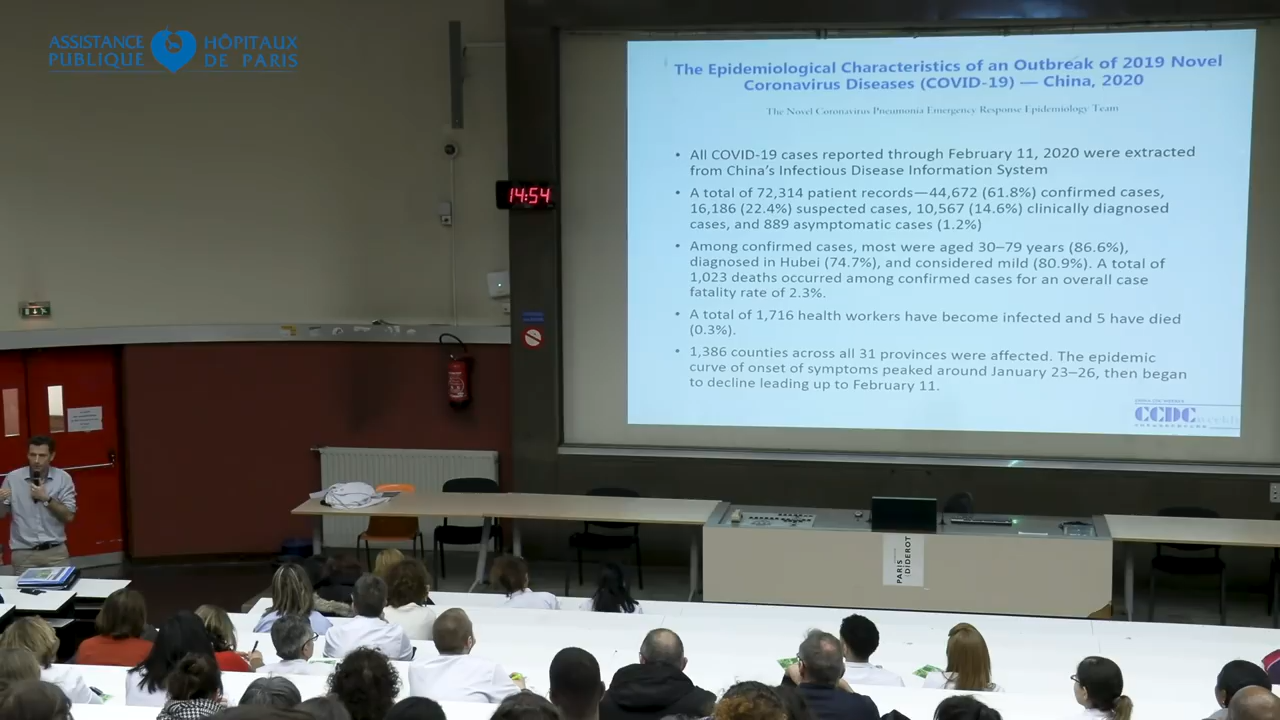 ASSISTANCE HÔPITAUX
PUBLIQUE DE PARIS
The Epidemiological Characteristics of an Outbreak of 2019 Novel
Coronavirus Diseases (COVID-19) — China, 2020
The Novel Coronavirus Pneumonia Emergency Response Epidemiology Team
• All COVID-19 cases reported through February 11, 2020 were extracted
from China's Infectious Disease Information System
• A total of 72,314 patient records—44,672 (61.8%) confirmed cases,
16,186 (22.4%) suspected cases, 10,567 (14.6%) clinically diagnosed
cases, and 889 asymptomatic cases (1.2%)
• Among confirmed cases, most were aged 30–79 years (86.6%),
diagnosed in Hubei (74.7%), and considered mild (80.9%). A total of
1,023 deaths occurred among confirmed cases for an overall case
fatality rate of 2.3%.
• A total of 1,716 health workers have become infected and 5 have died
(0.3%).
• 1,386 counties across all 31 provinces were affected. The epidemic
curve of onset of symptoms peaked around January 23–26, then began
to decline leading up to February 11.
CCDC weekly
14:54
PARIS
DIDEROT